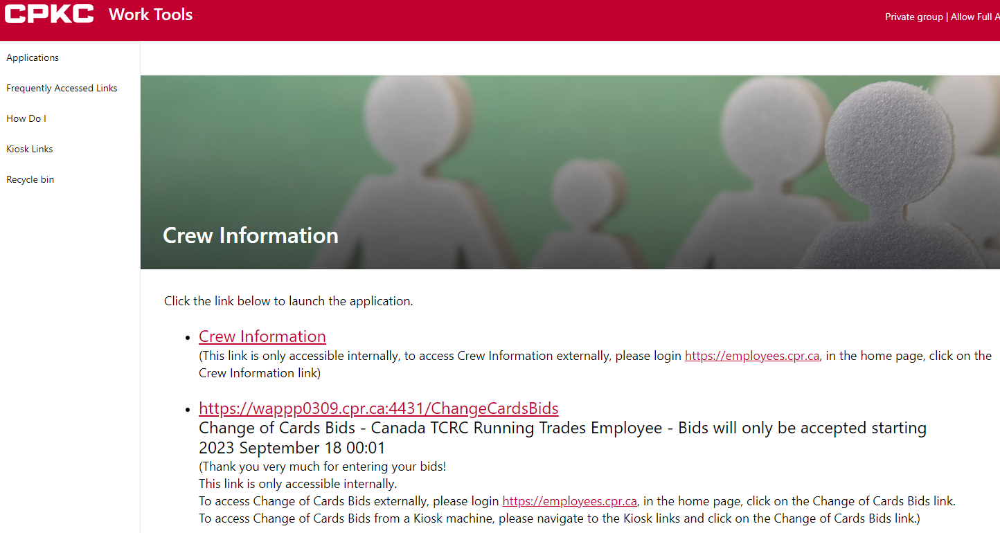 CPKC Work Tools
Private group | Allow Full
Applications
Frequently Accessed Links
How Do I
Kiosk Links
Recycle bin
Crew Information
Click the link below to launch the application.
Crew Information
(This link is only accessible internally, to access Crew Information externally, please login https://employees.cpr.ca, in the home page, click on the
Crew Information link)
https://wappp0309.cpr.ca:4431/ChangeCardsBids
Change of Cards Bids - Canada TCRC Running Trades Employee - Bids will only be accepted starting
2023 September 18 00:01
(Thank you very much for entering your bids!
This link is only accessible internally.
To access Change of Cards Bids externally, please login https://employees.cpr.ca, in the home page, click on the Change of Cards Bids link.
To access Change of Cards Bids from a Kiosk machine, please navigate to the Kiosk links and click on the Change of Cards Bids link.)